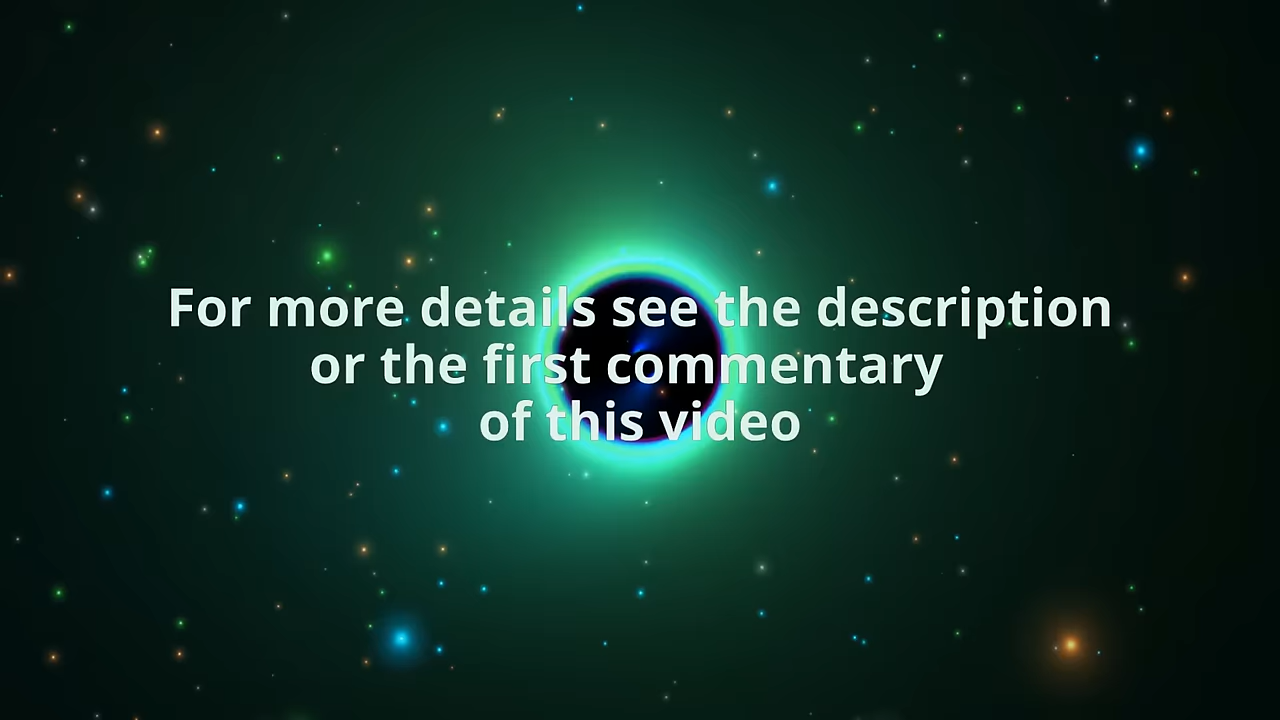 For more details see the description
or the first commentary
of this video